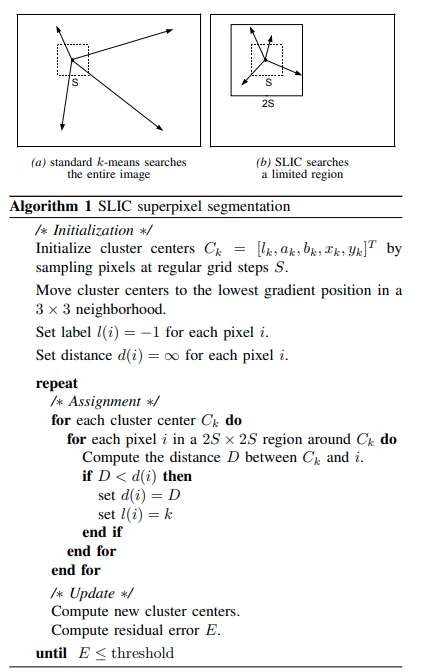 S
S
2S
(a) standard k-means searches
the entire image
(b) SLIC searches
a limited region
Algorithm 1 SLIC superpixel segmentation
/* Initialization */
Initialize cluster centers C_k = [l_k, a_k, b_k, x_k, y_k]^T by
sampling pixels at regular grid steps S.
Move cluster centers to the lowest gradient position in a
3 × 3 neighborhood.
Set label l(i) = −1 for each pixel i.
Set distance d(i) = ∞ for each pixel i.
repeat
/* Assignment */
for each cluster center C_k do
for each pixel i in a 2S × 2S region around C_k do
Compute the distance D between C_k and i.
if D < d(i) then
set d(i) = D
set l(i) = k
end if
end for
end for
/* Update */
Compute new cluster centers.
Compute residual error E.
until E ≤ threshold